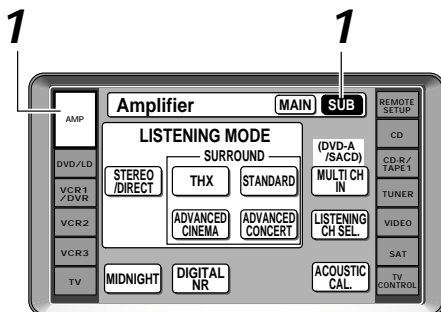 1
1
AMP
DVD/LD
VCR1
/DVR
VCR2
VCR3
TV
Amplifier
MAIN
SUB
LISTENING MODE
SURROUND
STEREO
/DIRECT
THX
STANDARD
ADVANCED
CINEMA
ADVANCED
CONCERT
(DVD-A
/SACD)
MULTI CH
IN
LISTENING
CH SEL.
MIDNIGHT
DIGITAL
NR
ACOUSTIC
CAL.
REMOTE
SETUP
CD
CD-R/
TAPE1
TUNER
VIDEO
SAT
TV
CONTROL